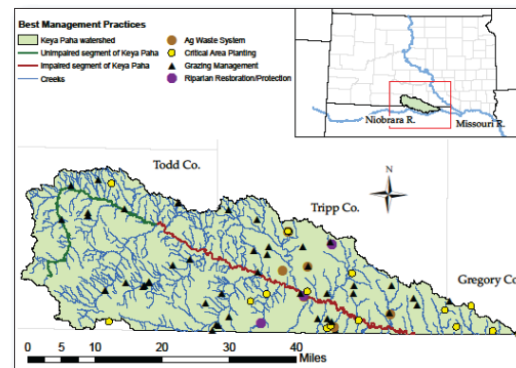 Best Management Practices
Keya Paha watershed
Unimpaired segment of Keya Paha
Impaired segment of Keya Paha
Creeks
Ag Waste System
Critical Area Planting
Grazing Management
Riparian Restoration/Protection
Niobrara R.
Missouri R.
Todd Co.
N
Tripp Co.
Gregory Co.
0 5 10 20 30 40
Miles